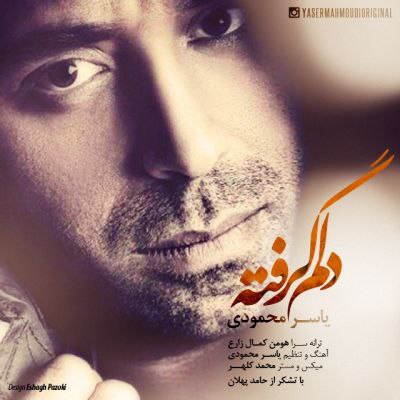 YASERMAHMOUDIORIGINAL
دلم گرفته
یاسر محمودی
ترانه سرا هومن کمال زارع
آهنگ و تنظیم یاسر محمودی
میکس و مستر محمد کلهر
با تشکر از حامد پهلان
Design Eshagh Pazoki